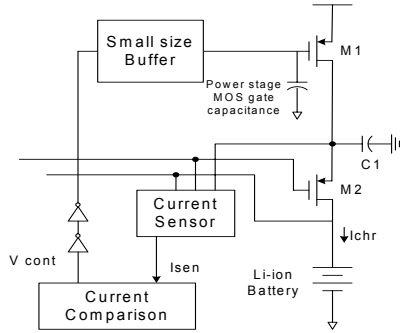 Small size
Buffer
M1
Power stage
MOS gate
capacitance
C1
M2
Current
Sensor
Ichr
V cont
Isen
Li-ion
Battery
Current
Comparison